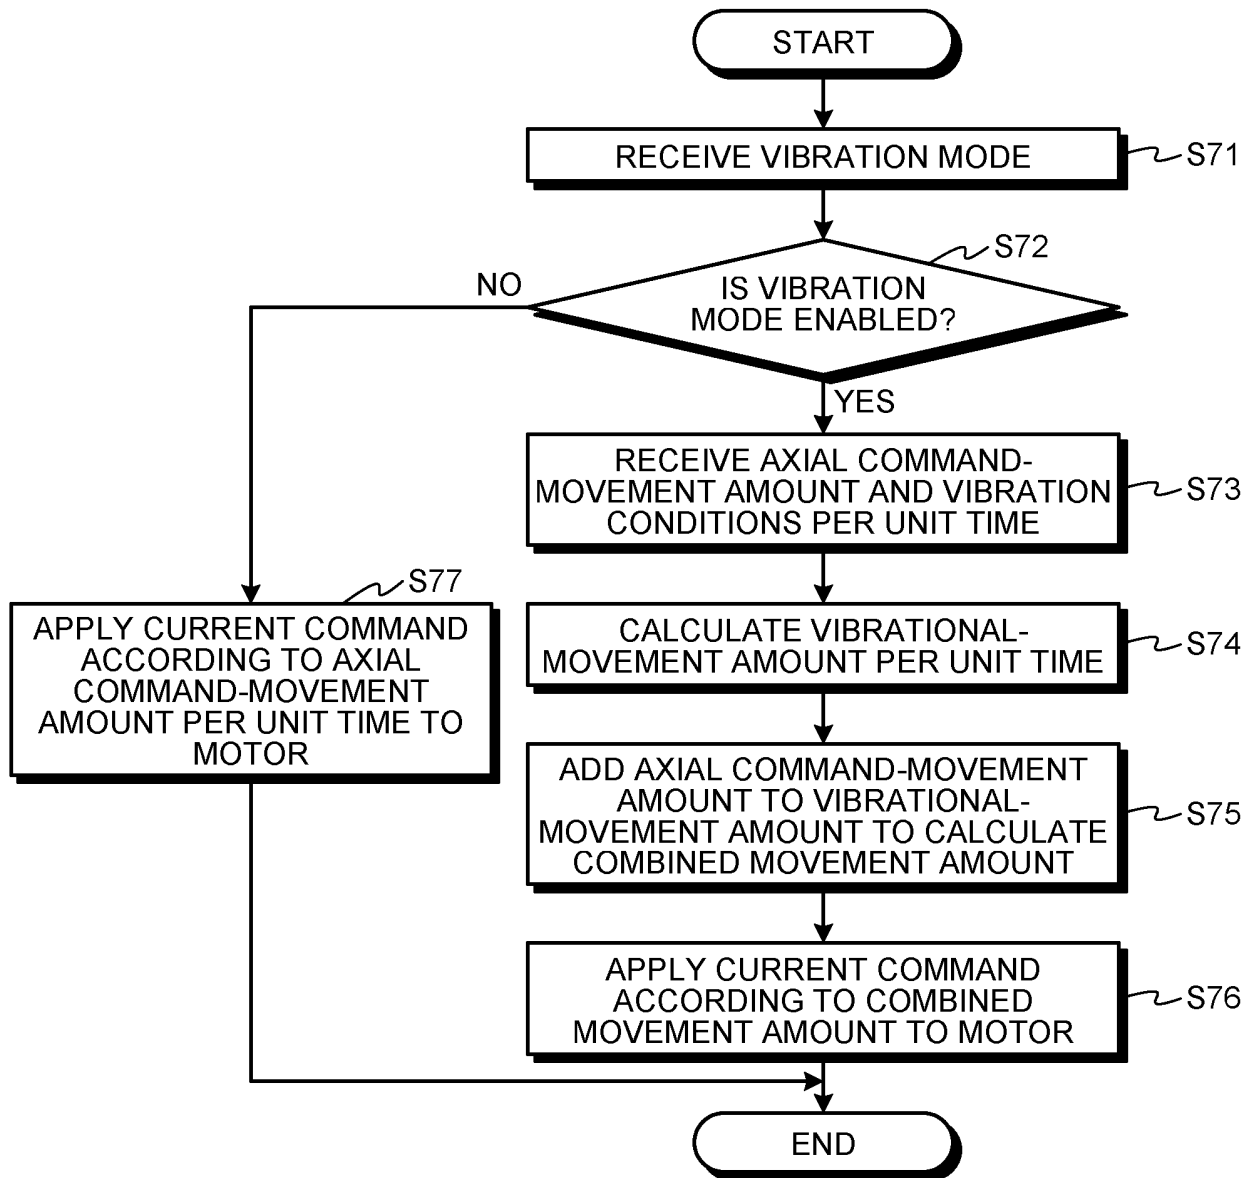 START
RECEIVE VIBRATION MODE
S71
S72
IS VIBRATION
MODE ENABLED?
NO
YES
RECEIVE AXIAL COMMAND-
MOVEMENT AMOUNT AND VIBRATION
CONDITIONS PER UNIT TIME
S73
S77
APPLY CURRENT COMMAND
ACCORDING TO AXIAL
COMMAND-MOVEMENT
AMOUNT PER UNIT TIME TO
MOTOR
CALCULATE VIBRATIONAL-
MOVEMENT AMOUNT PER UNIT TIME
S74
ADD AXIAL COMMAND-MOVEMENT
AMOUNT TO VIBRATIONAL-
MOVEMENT AMOUNT TO CALCULATE
COMBINED MOVEMENT AMOUNT
S75
APPLY CURRENT COMMAND
ACCORDING TO COMBINED
MOVEMENT AMOUNT TO MOTOR
S76
END